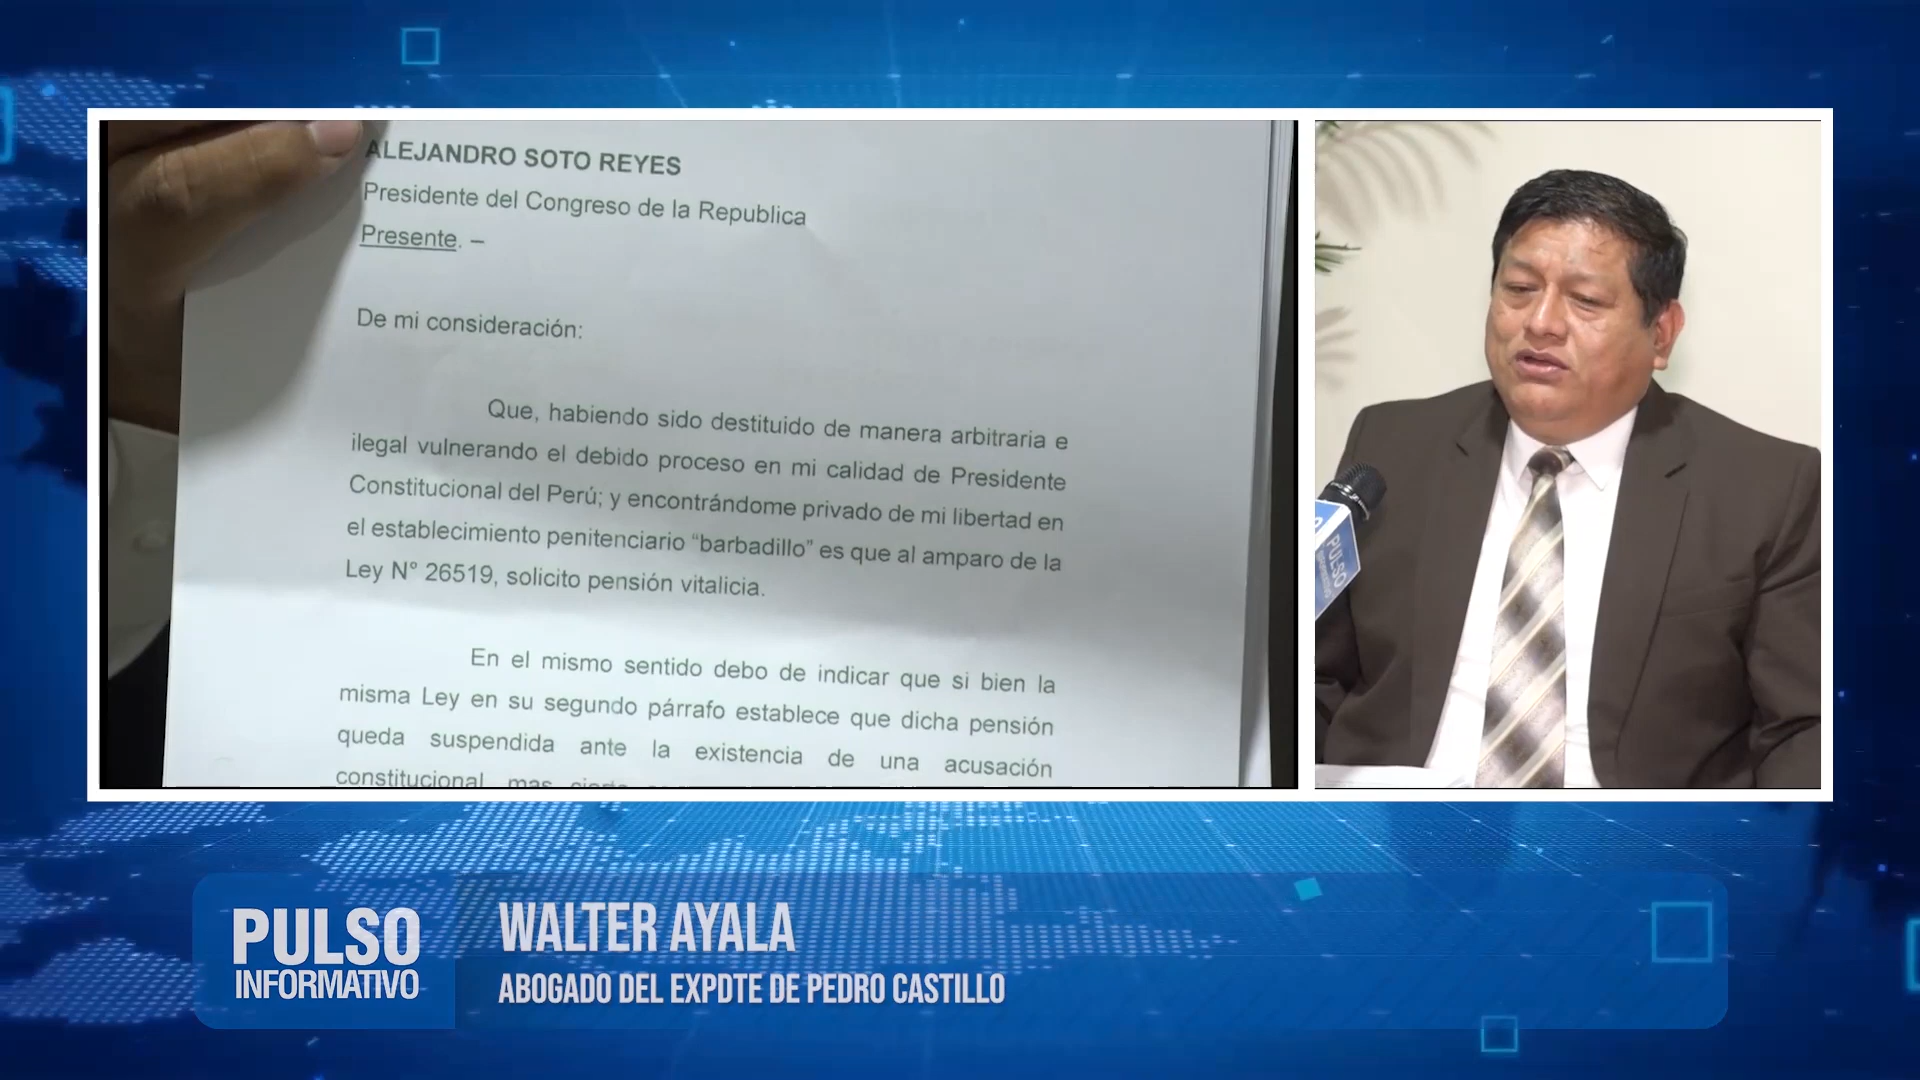 ALEJANDRO SOTO REYES
Presidente del Congreso de la Republica
Presente. –
De mi consideración:
Que, habiendo sido destituido de manera arbitraria e
ilegal vulnerando el debido proceso en mi calidad de Presidente
Constitucional del Perú; y encontrándome privado de mi libertad en
el establecimiento penitenciario “barbadillo” es que al amparo de la
Ley N° 26519, solicito pensión vitalicia.
En el mismo sentido debo de indicar que si bien la
misma Ley en su segundo párrafo establece que dicha pensión
queda suspendida ante la existencia de una acusación
constitucional mas cierto
PULSO
INFORMATIVO
PULSO
INFORMATIVO
WALTER AYALA
ABOGADO DEL EXPDTE DE PEDRO CASTILLO